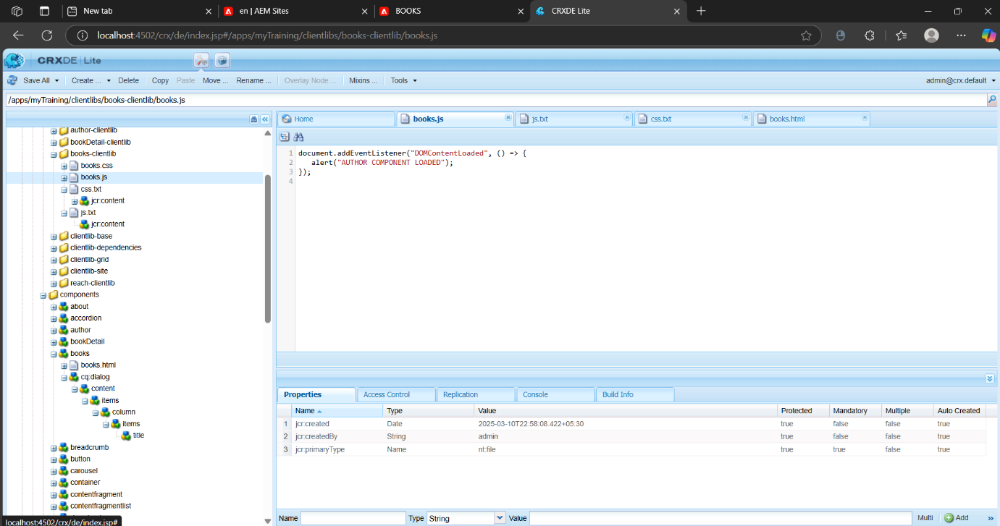 New tab
en | AEM Sites
BOOKS
CRXDE Lite
localhost:4502/crx/de/index.jsp#/apps/myTraining/clientlibs/books-clientlib/books.js
CRXDE | Lite
Save All Create ... Delete Copy Paste Move ... Rename ... Overlay Node ... Mixins ... Tools admin@crx.default
/apps/myTraining/clientlibs/books-clientlib/books.js
author-clientlib
bookDetail-clientlib
books-clientlib
books.css
books.js
css.txt
jcr:content
js.txt
jcr:content
clientlib-base
clientlib-dependencies
clientlib-grid
clientlib-site
reach-clientlib
components
about
accordion
author
bookDetail
books
books.html
cq:dialog
content
items
column
items
title
breadcrumb
button
carousel
container
contentfragment
contentfragmentlist
localhost:4502/crx/de/index.jsp#
Home books.js js.txt css.txt books.html
1 document.addEventListener("DOMContentLoaded", () => {
2 alert("AUTHOR COMPONENT LOADED");
3 });
4
Properties Access Control Replication Console Build Info
Name Type Value Protected Mandatory Multiple Auto Created
1 jcr:created Date 2025-03-10T22:58:08.422+05:30 true false false true
2 jcr:createdBy String admin true false false true
3 jcr:primaryType Name nt:file true true false true
Name Type String Value Multi Add »